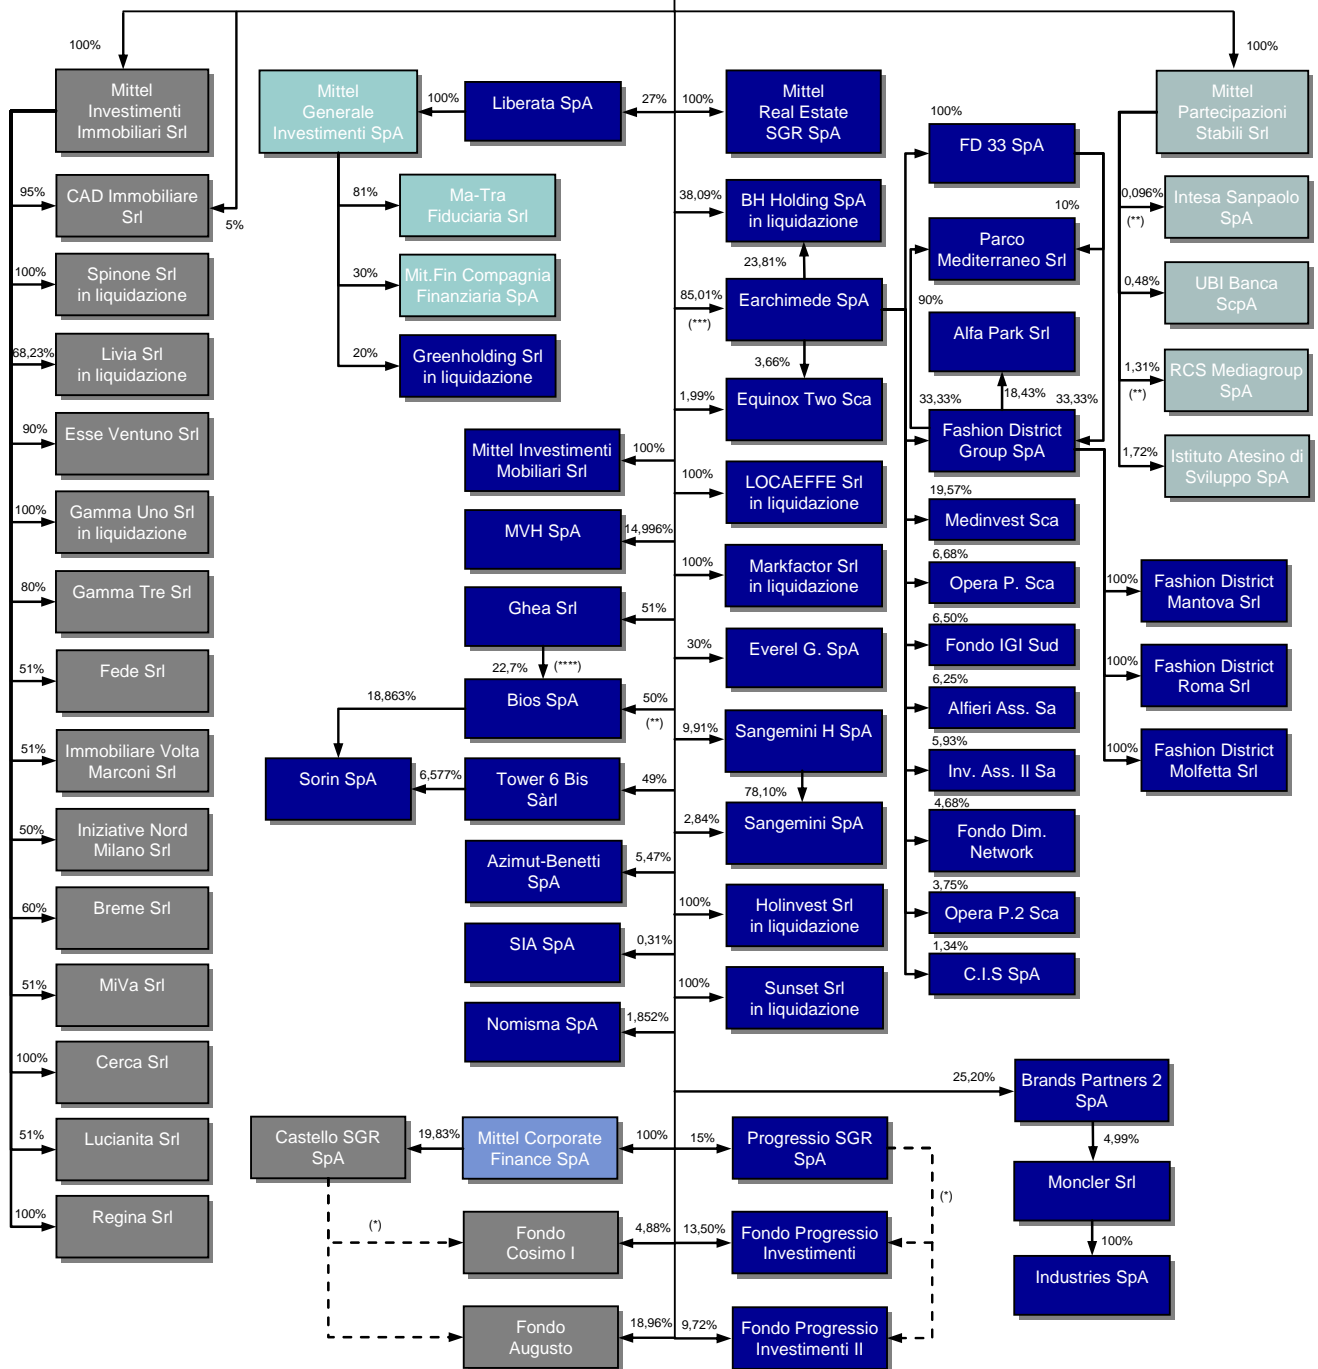 100%
100%
Mittel
Investimenti
Immobiliari Srl
95%
CAD Immobiliare
Srl
5%
100%
Spinone Srl
in liquidazione
68,23%
Livia Srl
in liquidazione
90%
Esse Ventuno Srl
100%
Gamma Uno Srl
in liquidazione
80%
Gamma Tre Srl
51%
Fede Srl
51%
Immobiliare Volta
Marconi Srl
50%
Iniziative Nord
Milano Srl
60%
Breme Srl
51%
MiVa Srl
100%
Cerca Srl
51%
Lucianita Srl
100%
Regina Srl
Mittel
Generale
Investimenti SpA
100%
Liberata SpA
27%
81%
Ma-Tra
Fiduciaria Srl
30%
Mit.Fin Compagnia
Finanziaria SpA
20%
Greenholding Srl
in liquidazione
Mittel Investimenti
Mobiliari Srl
100%
MVH SpA
14,996%
Ghea Srl
51%
22,7%
(****)
18,863%
Bios SpA
50%
(**)
Sorin SpA
6,577%
Tower 6 Bis
Sàrl
49%
Azimut-Benetti
SpA
5,47%
SIA SpA
0,31%
Nomisma SpA
1,852%
Castello SGR
SpA
19,83%
Mittel Corporate
Finance SpA
100%
(*)
Fondo
Cosimo I
4,88%
Fondo
Augusto
18,96%
100%
Mittel
Real Estate
SGR SpA
38,09%
BH Holding SpA
in liquidazione
23,81%
85,01%
(***)
Earchimede SpA
3,66%
1,99%
Equinox Two Sca
100%
LOCAEFFE Srl
in liquidazione
100%
Markfactor Srl
in liquidazione
30%
Everel G. SpA
9,91%
Sangemini H SpA
78,10%
2,84%
Sangemini SpA
100%
Holinvest Srl
in liquidazione
100%
Sunset Srl
in liquidazione
15%
Progressio SGR
SpA
(*)
13,50%
Fondo Progressio
Investimenti
9,72%
Fondo Progressio
Investimenti II
100%
FD 33 SpA
10%
Parco
Mediterraneo Srl
90%
Alfa Park Srl
18,43%
33,33%
33,33%
Fashion District
Group SpA
19,57%
Medinvest Sca
6,68%
Opera P. Sca
6,50%
Fondo IGI Sud
6,25%
Alfieri Ass. Sa
5,93%
Inv. Ass. II Sa
4,68%
Fondo Dim.
Network
3,75%
Opera P.2 Sca
1,34%
C.I.S SpA
100%
Fashion District
Mantova Srl
100%
Fashion District
Roma Srl
100%
Fashion District
Molfetta Srl
25,20%
Brands Partners 2
SpA
4,99%
Moncler Srl
100%
Industries SpA
Mittel
Partecipazioni
Stabili Srl
0,096%
(**)
Intesa Sanpaolo
SpA
0,48%
UBI Banca
ScpA
1,31%
(**)
RCS Mediagroup
SpA
1,72%
Istituto Atesino di
Sviluppo SpA